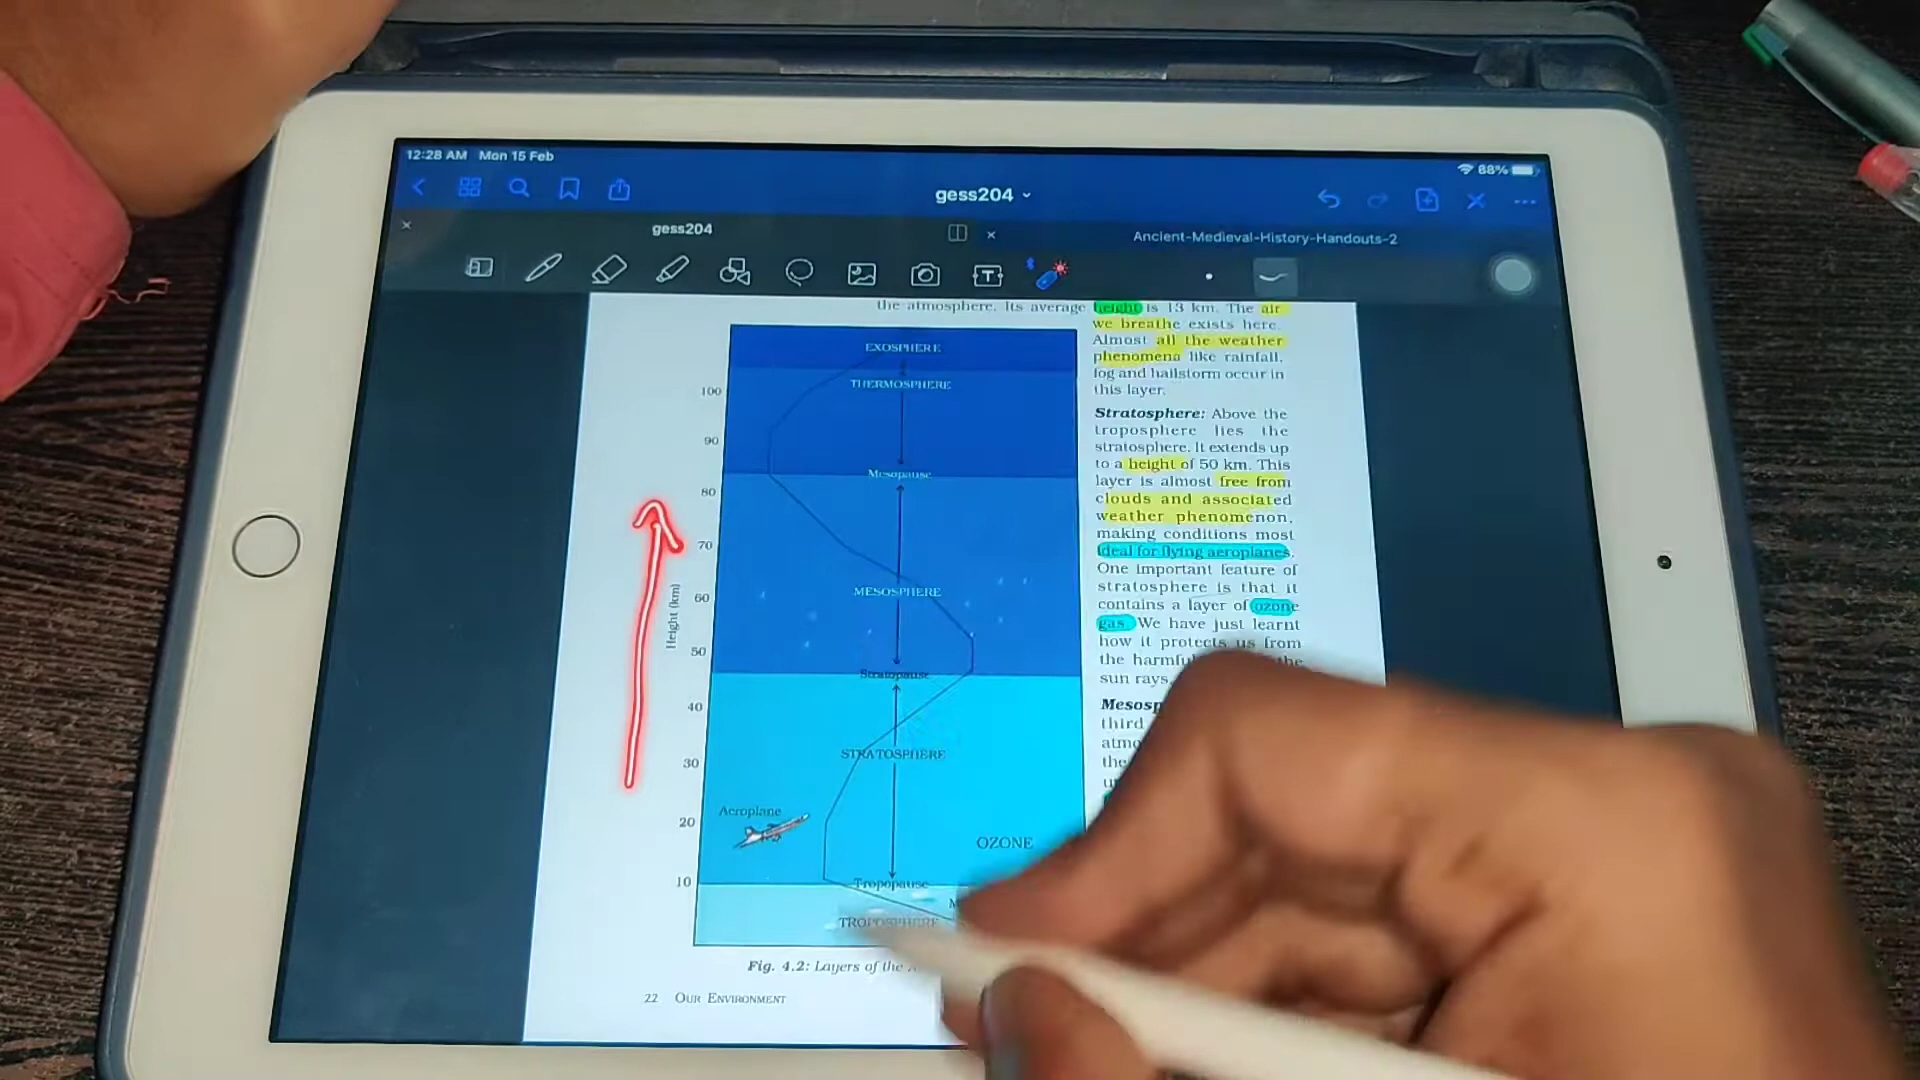 12:28 AM Mon 15 Feb
88%
gess204
gess204
Ancient-Medieval-History-Handouts-2
the atmosphere. Its average height is 13 km. The air
we breathe exists here.
Almost all the weather
phenomena like rainfall,
fog and hailstorm occur in
this layer.
Stratosphere: Above the
troposphere lies the
stratosphere. It extends up
to a height of 50 km. This
layer is almost free from
clouds and associated
weather phenomenon,
making conditions most
ideal for flying aeroplanes.
One important feature of
stratosphere is that it
contains a layer of ozone
gas. We have just learnt
how it protects us from
the harmful the
sun rays.
third
the
EXOSPHERE
THERMOSPHERE
100
90
Mesopause
80
70
Height (km)
60
MESOSPHERE
50
Stratopause
40
STRATOSPHERE
30
Aeroplane
20
OZONE
10
Tropopause
TROPOSPHERE
Fig. 4.2: Layers of the
22 OUR ENVIRONMENT